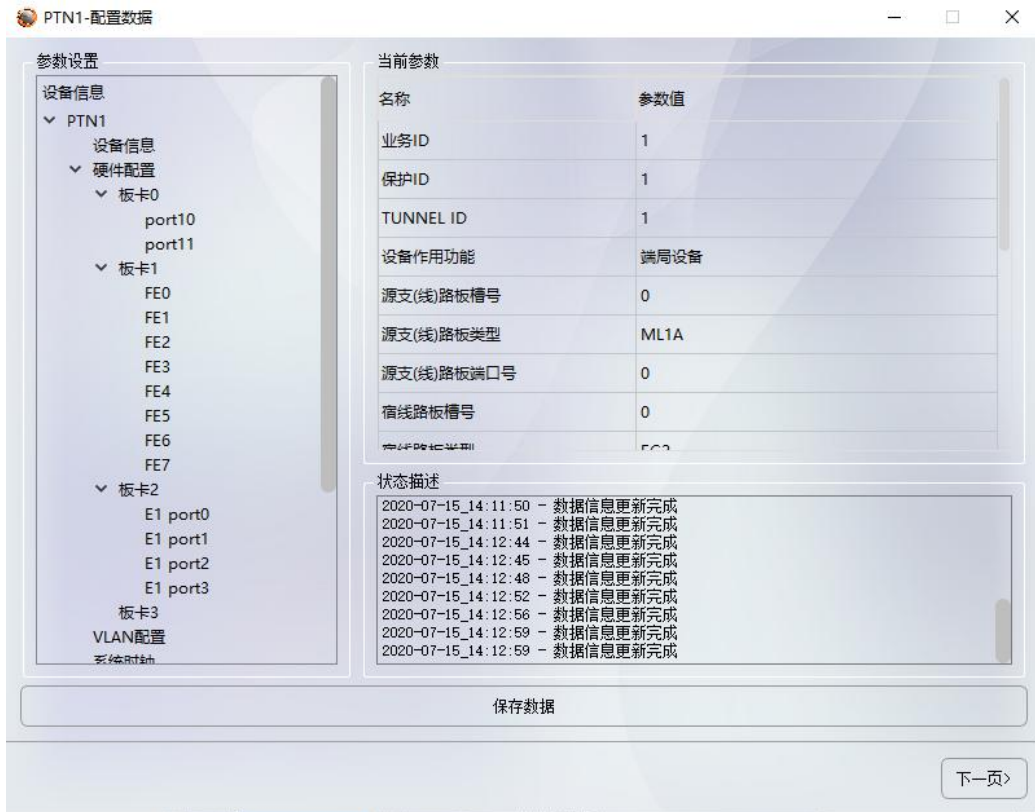 PTN1-配置数据
参数设置
设备信息
PTN1
设备信息
硬件配置
板卡0
port10
port11
板卡1
FE0
FE1
FE2
FE3
FE4
FE5
FE6
FE7
板卡2
E1 port0
E1 port1
E1 port2
E1 port3
板卡3
VLAN配置
系统时钟
当前参数
名称 参数值
业务ID 1
保护ID 1
TUNNEL ID 1
设备作用功能 端局设备
源支(线)路板槽号 0
源支(线)路板类型 ML1A
源支(线)路板端口号 0
宿线路板槽号 0
宿线路板类型 EG2
状态描述
2020-07-15_14:11:50 - 数据信息更新完成
2020-07-15_14:11:51 - 数据信息更新完成
2020-07-15_14:12:44 - 数据信息更新完成
2020-07-15_14:12:45 - 数据信息更新完成
2020-07-15_14:12:48 - 数据信息更新完成
2020-07-15_14:12:52 - 数据信息更新完成
2020-07-15_14:12:56 - 数据信息更新完成
2020-07-15_14:12:59 - 数据信息更新完成
2020-07-15_14:12:59 - 数据信息更新完成
保存数据
下一页>